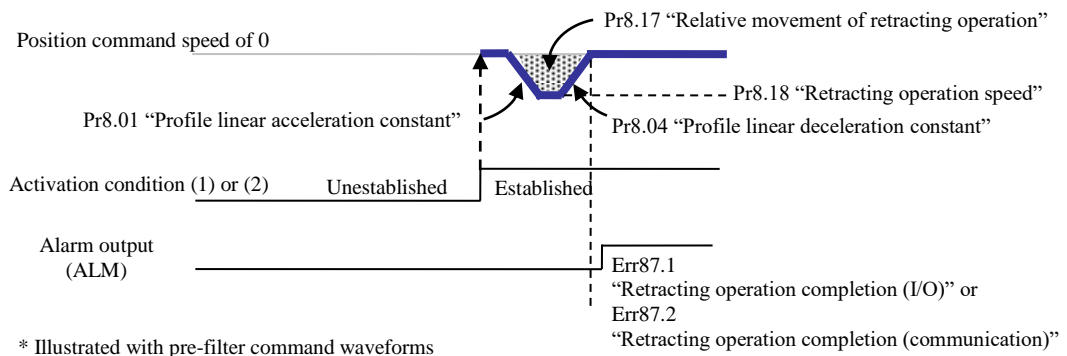 Pr8.17 “Relative movement of retracting operation”
Position command speed of 0
Pr8.18 “Retracting operation speed”
Pr8.01 “Profile linear acceleration constant”
Pr8.04 “Profile linear deceleration constant”
Activation condition (1) or (2)
Unestablished
Established
Alarm output
(ALM)
Err87.1
“Retracting operation completion (I/O)” or
Err87.2
“Retracting operation completion (communication)”
* Illustrated with pre-filter command waveforms